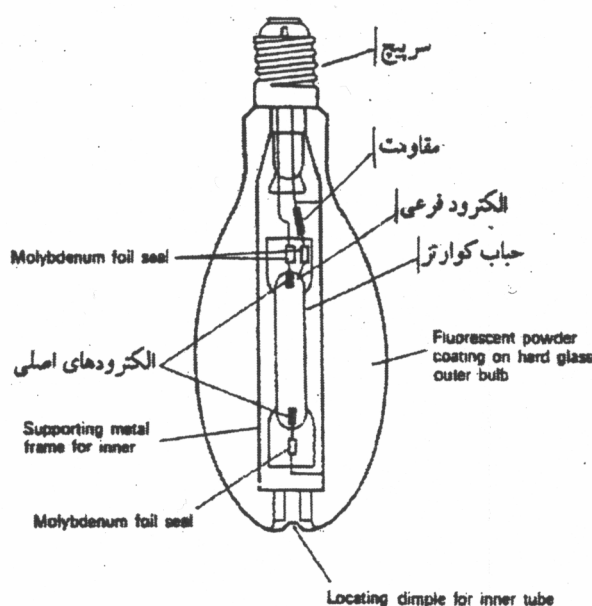 سرپیچ
مقاومت
الکترود فرعی
Molybdenum foil seal
حباب کوارتز
Fluorescent powder
coating on hard glass
outer bulb
الکترودهای اصلی
Supporting metal
frame for inner
Molybdenum foil seal
Locating dimple for inner tube